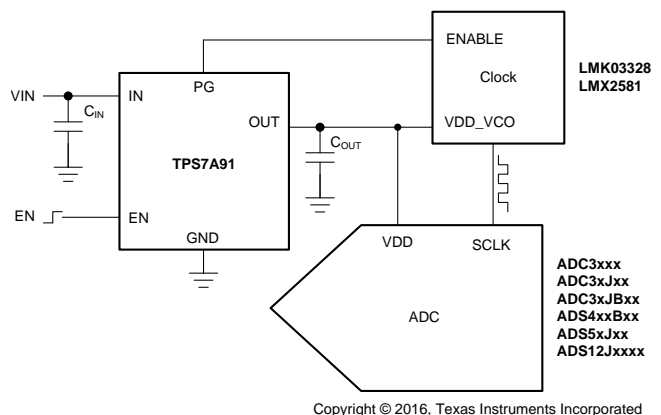 ENABLE
Clock
LMK03328
LMX2581
VIN
CIN
IN
PG
OUT
VDD_VCO
COUT
TPS7A91
EN
EN
GND
VDD
SCLK
ADC
ADC3xxx
ADC3xJxx
ADC3xJBxx
ADS4xxBxx
ADS5xJxx
ADS12Jxxxx
Copyright © 2016, Texas Instruments Incorporated